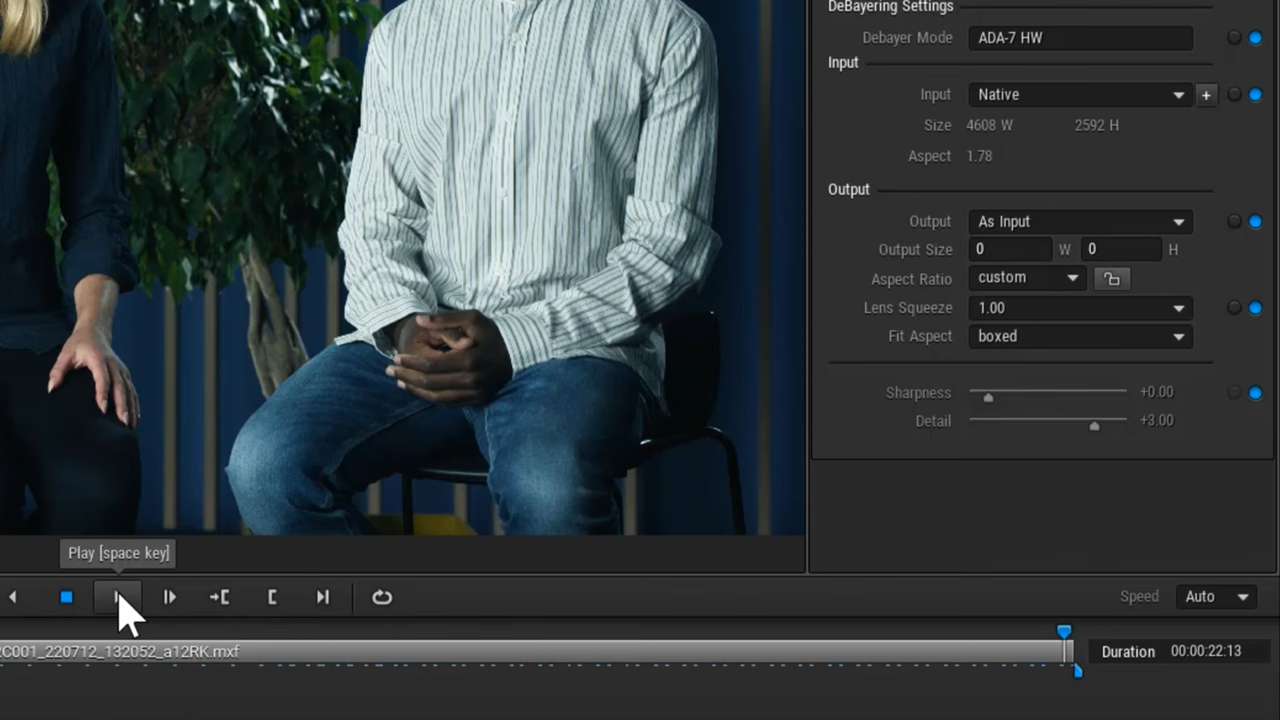 DeBayering Settings
Debayer Mode ADA-7 HW
Input
Input Native +
Size 4608 W 2592 H
Aspect 1.78
Output
Output As Input
Output Size 0 W 0 H
Aspect Ratio custom
Lens Squeeze 1.00
Fit Aspect boxed
Sharpness +0.00
Detail +3.00
Play [space key]
Speed Auto
C001_220712_132052_a12RK.mxf
Duration 00:00:22:13